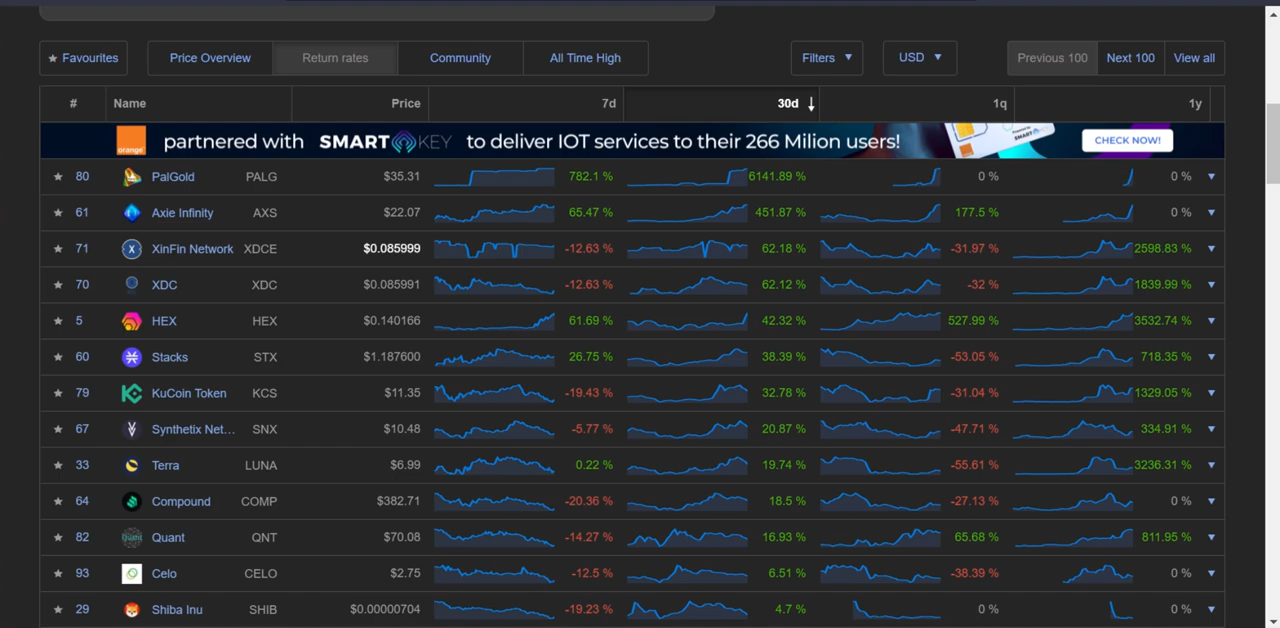 ★ Favourites Price Overview Return rates Community All Time High Filters ▼ USD ▼ Previous 100 Next 100 View all
# Name Price 7d 30d ↓ 1q 1y
orange partnered with SMARTKEY to deliver IOT services to their 266 Milion users! CHECK NOW!
80 PalGold PALG $35.31 782.1 % 6141.89 % 0 % 0 %
61 Axie Infinity AXS $22.07 65.47 % 451.87 % 177.5 % 0 %
71 XinFin Network XDCE $0.085999 -12.63 % 62.18 % -31.97 % 2598.83 %
70 XDC XDC $0.085991 -12.63 % 62.12 % -32 % 1839.99 %
5 HEX HEX $0.140166 61.69 % 42.32 % 527.99 % 3532.74 %
60 Stacks STX $1.187600 26.75 % 38.39 % -53.05 % 718.35 %
79 KuCoin Token KCS $11.35 -19.43 % 32.78 % -31.04 % 1329.05 %
67 Synthetix Net... SNX $10.48 -5.77 % 20.87 % -47.71 % 334.91 %
33 Terra LUNA $6.99 0.22 % 19.74 % -55.61 % 3236.31 %
64 Compound COMP $382.71 -20.36 % 18.5 % -27.13 % 0 %
82 Quant QNT $70.08 -14.27 % 16.93 % 65.68 % 811.95 %
93 Celo CELO $2.75 -12.5 % 6.51 % -38.39 % 0 %
29 Shiba Inu SHIB $0.00000704 -19.23 % 4.7 % 0 % 0 %